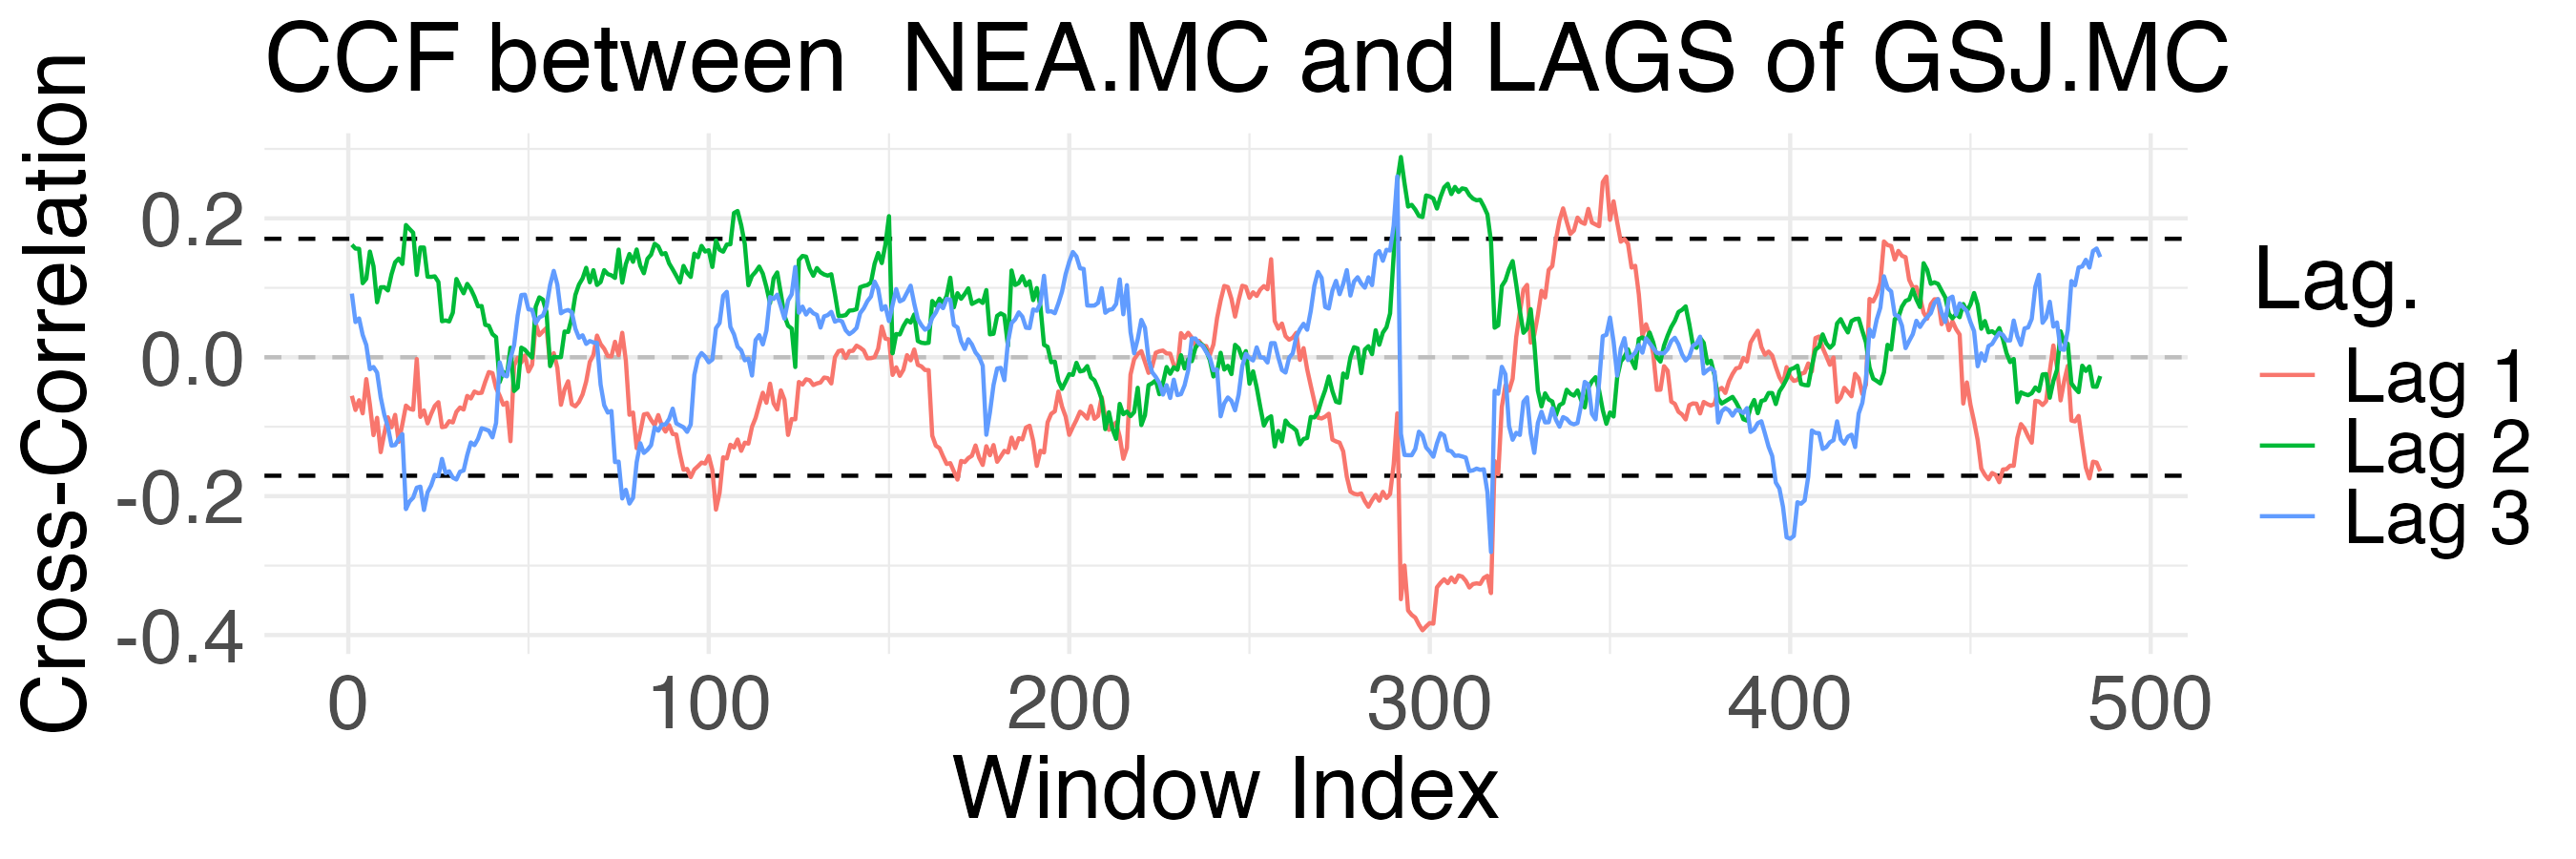 CCF between  NEA.MC and LAGS of GSJ.MC
Cross-Correlation
0.2
0.0
-0.2
-0.4
0
100
200
300
400
500
Window Index
Lag.
Lag 1
Lag 2
Lag 3